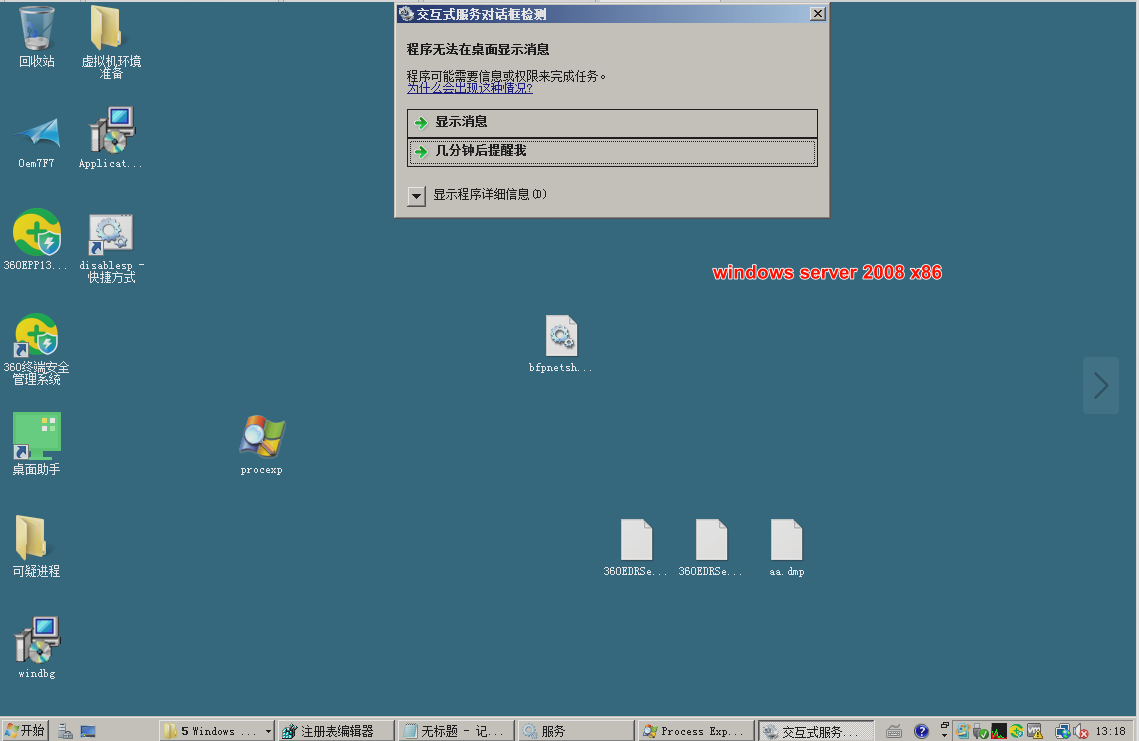 交互式服务对话框检测
程序无法在桌面显示消息
程序可能需要信息或权限来完成任务。
为什么会出现这种情况?
显示消息
几分钟后提醒我
显示程序详细信息(D)
回收站
虚拟机环境
准备
Oem7F7
Applicat...
360EPP13...
disablesp -
快捷方式
windows server 2008 x86
bfpnetsh...
360终端安全
管理系统
桌面助手
procexp
可疑进程
360EDRSe...
360EDRSe...
aa.dmp
windbg
开始
5 Windows ...
注册表编辑器
无标题 - 记...
服务
Process Exp...
交互式服务...
13:18